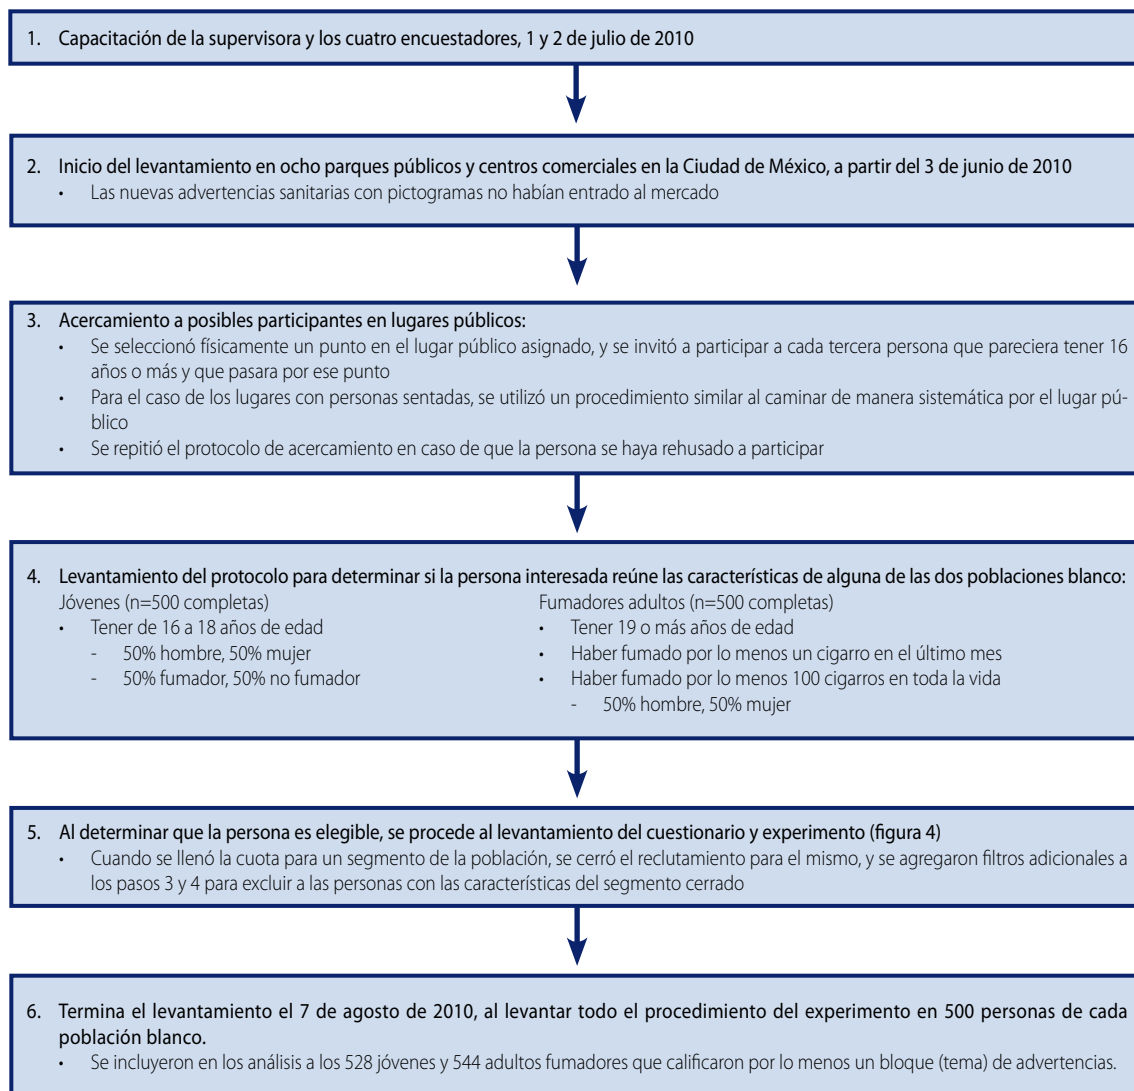 1. Capacitación de la supervisora y los cuatro encuestadores, 1 y 2 de julio de 2010
2. Inicio del levantamiento en ocho parques públicos y centros comerciales en la Ciudad de México, a partir del 3 de junio de 2010
• Las nuevas advertencias sanitarias con pictogramas no habían entrado al mercado
3. Acercamiento a posibles participantes en lugares públicos:
• Se seleccionó físicamente un punto en el lugar público asignado, y se invitó a participar a cada tercera persona que pareciera tener 16
años o más y que pasara por ese punto
• Para el caso de los lugares con personas sentadas, se utilizó un procedimiento similar al caminar de manera sistemática por el lugar pú-
blico
• Se repitió el protocolo de acercamiento en caso de que la persona se haya rehusado a participar
4. Levantamiento del protocolo para determinar si la persona interesada reúne las características de alguna de las dos poblaciones blanco:
Jóvenes (n=500 completas)
• Tener de 16 a 18 años de edad
- 50% hombre, 50% mujer
- 50% fumador, 50% no fumador
Fumadores adultos (n=500 completas)
• Tener 19 o más años de edad
• Haber fumado por lo menos un cigarro en el último mes
• Haber fumado por lo menos 100 cigarros en toda la vida
- 50% hombre, 50% mujer
5. Al determinar que la persona es elegible, se procede al levantamiento del cuestionario y experimento (figura 4)
• Cuando se llenó la cuota para un segmento de la población, se cerró el reclutamiento para el mismo, y se agregaron filtros adicionales a
los pasos 3 y 4 para excluir a las personas con las características del segmento cerrado
6. Termina el levantamiento el 7 de agosto de 2010, al levantar todo el procedimiento del experimento en 500 personas de cada
población blanco.
• Se incluyeron en los análisis a los 528 jóvenes y 544 adultos fumadores que calificaron por lo menos un bloque (tema) de advertencias.